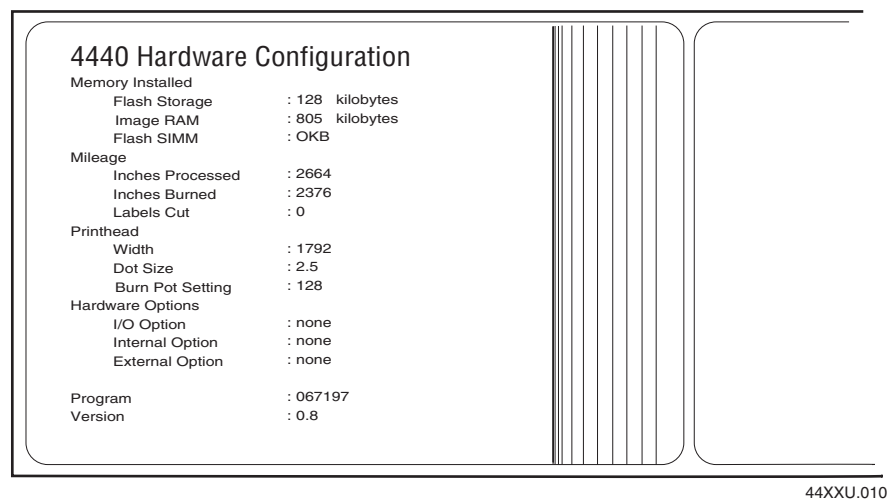 4440 Hardware Configuration
Memory Installed
Flash Storage : 128 kilobytes
Image RAM : 805 kilobytes
Flash SIMM : OKB
Mileage
Inches Processed : 2664
Inches Burned : 2376
Labels Cut : 0
Printhead
Width : 1792
Dot Size : 2.5
Burn Pot Setting : 128
Hardware Options
I/O Option : none
Internal Option : none
External Option : none
Program : 067197
Version : 0.8
44XXU.010